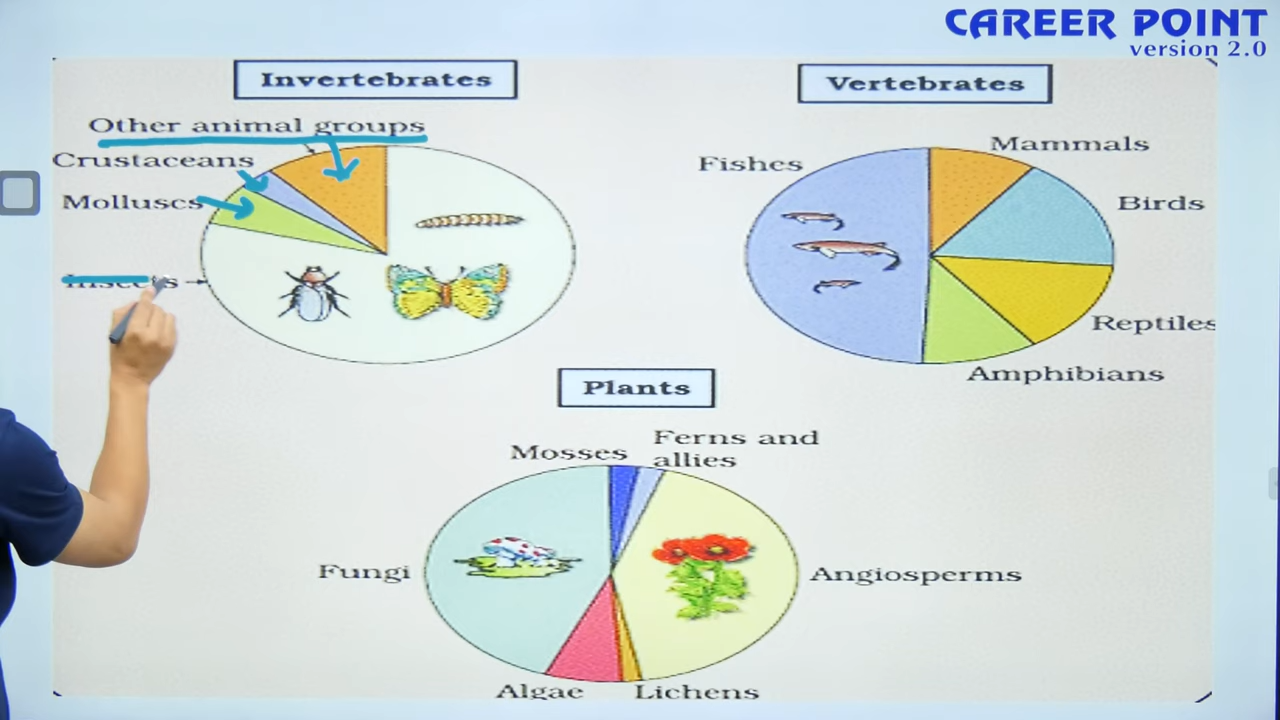 CAREER POINT
version 2.0
Invertebrates
Vertebrates
Other animal groups
Crustaceans
Molluscs
Insects
Fishes
Mammals
Birds
Reptiles
Amphibians
Plants
Mosses
Ferns and
allies
Fungi
Angiosperms
Algae
Lichens